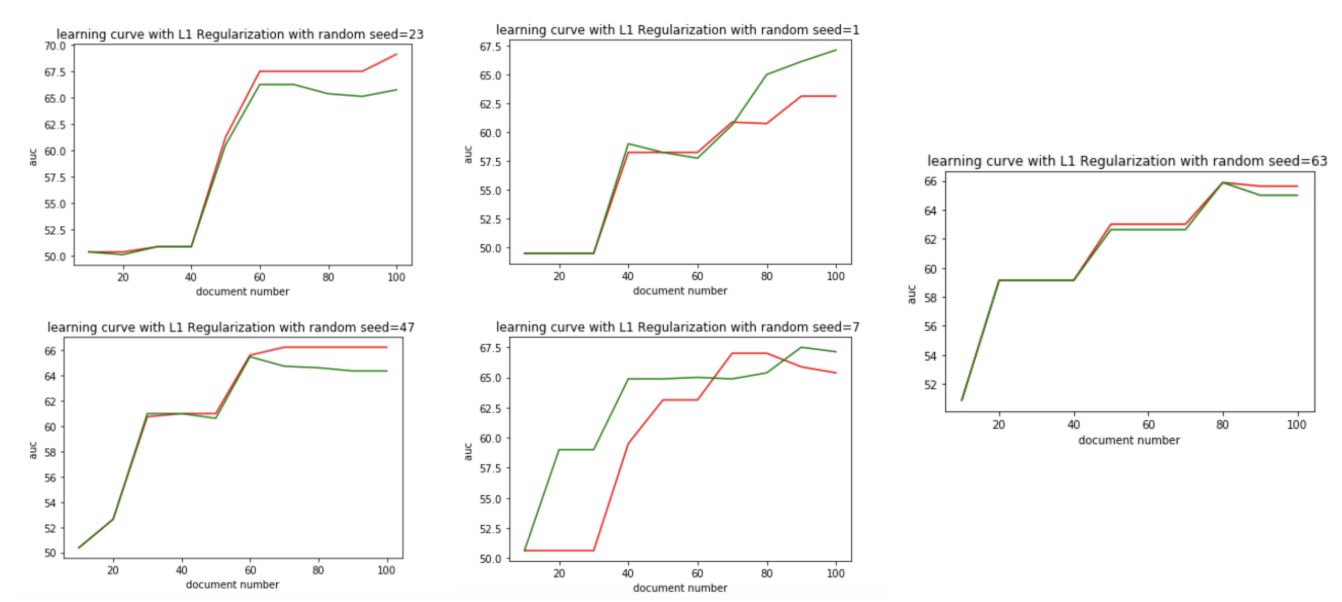 learning curve with L1 Regularization with random seed=23
70.0
67.5
65.0
62.5
60.0
57.5
55.0
52.5
50.0
auc
20 40 60 80 100
document number
learning curve with L1 Regularization with random seed=1
67.5
65.0
62.5
60.0
57.5
55.0
52.5
50.0
auc
20 40 60 80 100
document number
learning curve with L1 Regularization with random seed=63
66
64
62
60
58
56
54
52
auc
20 40 60 80 100
document number
learning curve with L1 Regularization with random seed=47
66
64
62
60
58
56
54
52
50
auc
20 40 60 80 100
document number
learning curve with L1 Regularization with random seed=7
67.5
65.0
62.5
60.0
57.5
55.0
52.5
50.0
auc
20 40 60 80 100
document number